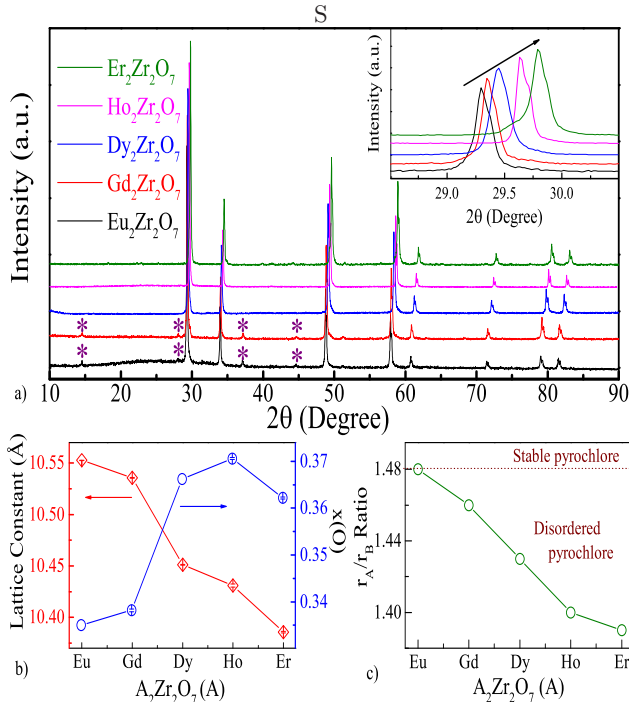 S
Er2Zr2O7
Ho2Zr2O7
Dy2Zr2O7
Gd2Zr2O7
Eu2Zr2O7
Intensity (a.u.)
* * * *
* * * *
10 20 30 40 50 60 70 80 90
2θ (Degree)
a)
Intensity (a.u.)
29.0 29.5 30.0
2θ (Degree)
Lattice Constant (Å)
10.55
10.50
10.45
10.40
0.37
0.36
0.35
0.34
x(O)
Eu Gd Dy Ho Er
b)
A2Zr2O7 (A)
rA/rB Ratio
1.48
1.44
1.40
Stable pyrochlore
Disordered
pyrochlore
Eu Gd Dy Ho Er
c)
A2Zr2O7 (A)